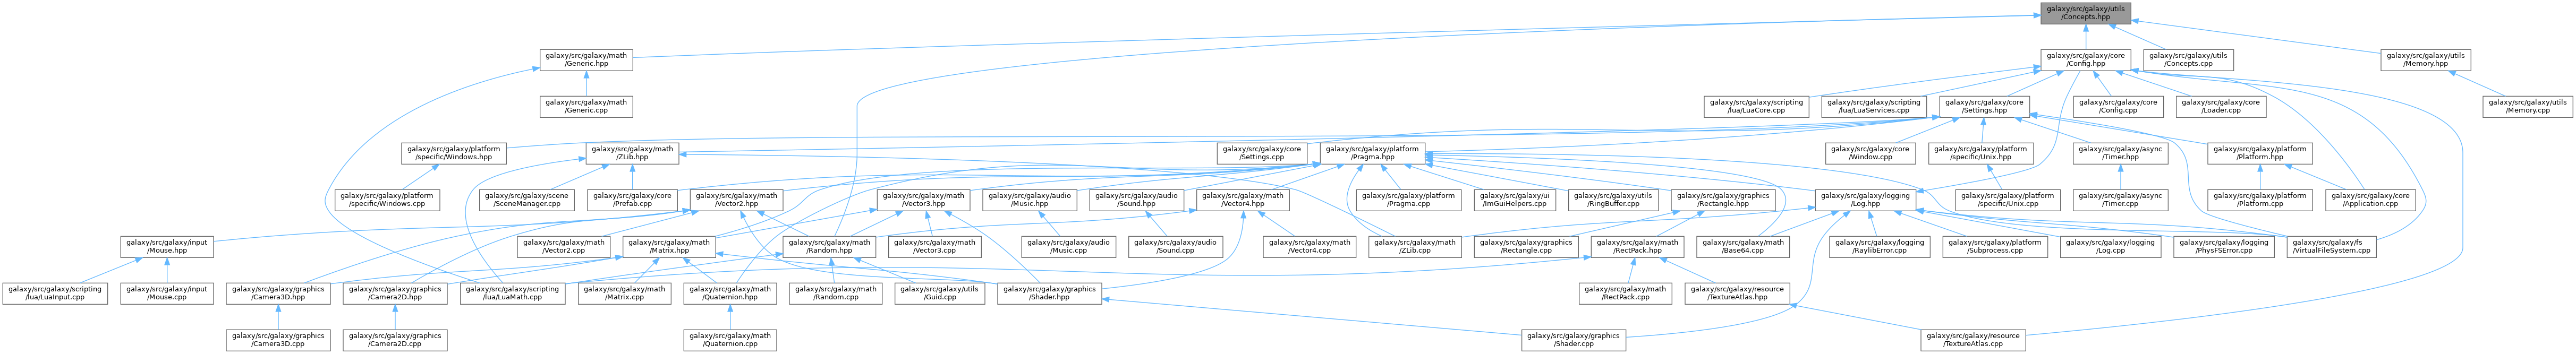 galaxy/src/galaxy/utils
/Concepts.hpp
galaxy/src/galaxy/math
/Generic.hpp
galaxy/src/galaxy/core
/Config.hpp
galaxy/src/galaxy/utils
/Concepts.cpp
galaxy/src/galaxy/utils
/Memory.hpp
galaxy/src/galaxy/math
/Generic.cpp
galaxy/src/galaxy/scripting
/lua/LuaCore.cpp
galaxy/src/galaxy/scripting
/lua/LuaServices.cpp
galaxy/src/galaxy/core
/Settings.hpp
galaxy/src/galaxy/core
/Config.cpp
galaxy/src/galaxy/core
/Loader.cpp
galaxy/src/galaxy/utils
/Memory.cpp
galaxy/src/galaxy/platform
/specific/Windows.hpp
galaxy/src/galaxy/math
/ZLib.hpp
galaxy/src/galaxy/core
/Settings.cpp
galaxy/src/galaxy/platform
/Pragma.hpp
galaxy/src/galaxy/core
/Window.cpp
galaxy/src/galaxy/platform
/specific/Unix.hpp
galaxy/src/galaxy/async
/Timer.hpp
galaxy/src/galaxy/platform
/Platform.hpp
galaxy/src/galaxy/platform
/specific/Windows.cpp
galaxy/src/galaxy/scene
/SceneManager.cpp
galaxy/src/galaxy/core
/Prefab.cpp
galaxy/src/galaxy/math
/Vector2.hpp
galaxy/src/galaxy/math
/Vector3.hpp
galaxy/src/galaxy/audio
/Music.hpp
galaxy/src/galaxy/audio
/Sound.hpp
galaxy/src/galaxy/math
/Vector4.hpp
galaxy/src/galaxy/platform
/Pragma.cpp
galaxy/src/galaxy/ui
/ImGuiHelpers.cpp
galaxy/src/galaxy/utils
/RingBuffer.cpp
galaxy/src/galaxy/graphics
/Rectangle.hpp
galaxy/src/galaxy/logging
/Log.hpp
galaxy/src/galaxy/platform
/specific/Unix.cpp
galaxy/src/galaxy/async
/Timer.cpp
galaxy/src/galaxy/platform
/Platform.cpp
galaxy/src/galaxy/core
/Application.cpp
galaxy/src/galaxy/input
/Mouse.hpp
galaxy/src/galaxy/math
/Vector2.cpp
galaxy/src/galaxy/math
/Matrix.hpp
galaxy/src/galaxy/math
/Random.hpp
galaxy/src/galaxy/math
/Vector3.cpp
galaxy/src/galaxy/audio
/Music.cpp
galaxy/src/galaxy/audio
/Sound.cpp
galaxy/src/galaxy/math
/Vector4.cpp
galaxy/src/galaxy/math
/ZLib.cpp
galaxy/src/galaxy/graphics
/Rectangle.cpp
galaxy/src/galaxy/math
/RectPack.hpp
galaxy/src/galaxy/math
/Base64.cpp
galaxy/src/galaxy/logging
/RaylibError.cpp
galaxy/src/galaxy/platform
/Subprocess.cpp
galaxy/src/galaxy/logging
/Log.cpp
galaxy/src/galaxy/logging
/PhysFSError.cpp
galaxy/src/galaxy/fs
/VirtualFileSystem.cpp
galaxy/src/galaxy/scripting
/lua/LuaInput.cpp
galaxy/src/galaxy/input
/Mouse.cpp
galaxy/src/galaxy/graphics
/Camera3D.hpp
galaxy/src/galaxy/graphics
/Camera2D.hpp
galaxy/src/galaxy/scripting
/lua/LuaMath.cpp
galaxy/src/galaxy/math
/Matrix.cpp
galaxy/src/galaxy/math
/Quaternion.hpp
galaxy/src/galaxy/math
/Random.cpp
galaxy/src/galaxy/utils
/Guid.cpp
galaxy/src/galaxy/graphics
/Shader.hpp
galaxy/src/galaxy/math
/RectPack.cpp
galaxy/src/galaxy/resource
/TextureAtlas.hpp
galaxy/src/galaxy/graphics
/Camera3D.cpp
galaxy/src/galaxy/graphics
/Camera2D.cpp
galaxy/src/galaxy/math
/Quaternion.cpp
galaxy/src/galaxy/graphics
/Shader.cpp
galaxy/src/galaxy/resource
/TextureAtlas.cpp